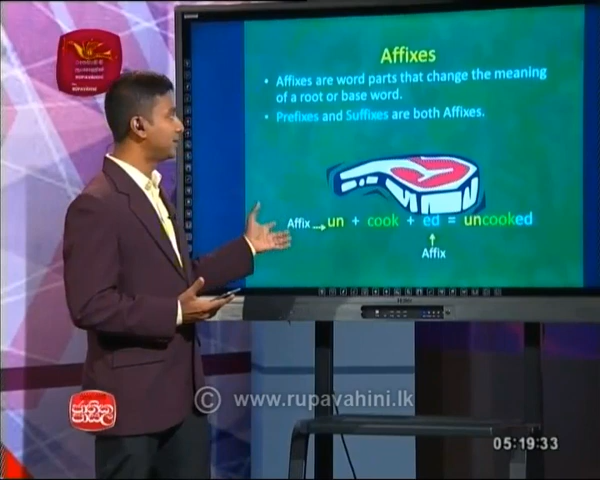 Affixes
• Affixes are word parts that change the meaning
of a root or base word.
• Prefixes and Suffixes are both Affixes.
Affix → un + cook + ed = uncooked
Affix
© www.rupavahini.lk
05:19:33